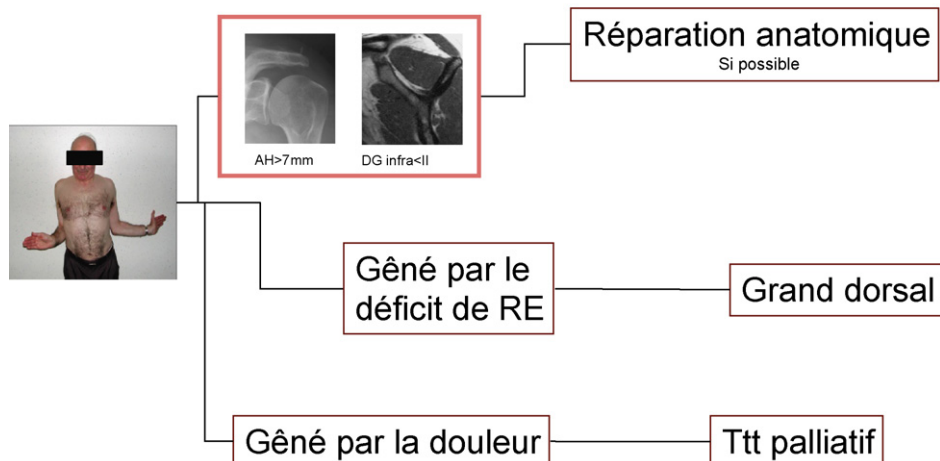 Réparation anatomique
Si possible
AH>7mm
DG infra<II
Gêné par le
déficit de RE
Grand dorsal
Gêné par la douleur
Ttt palliatif